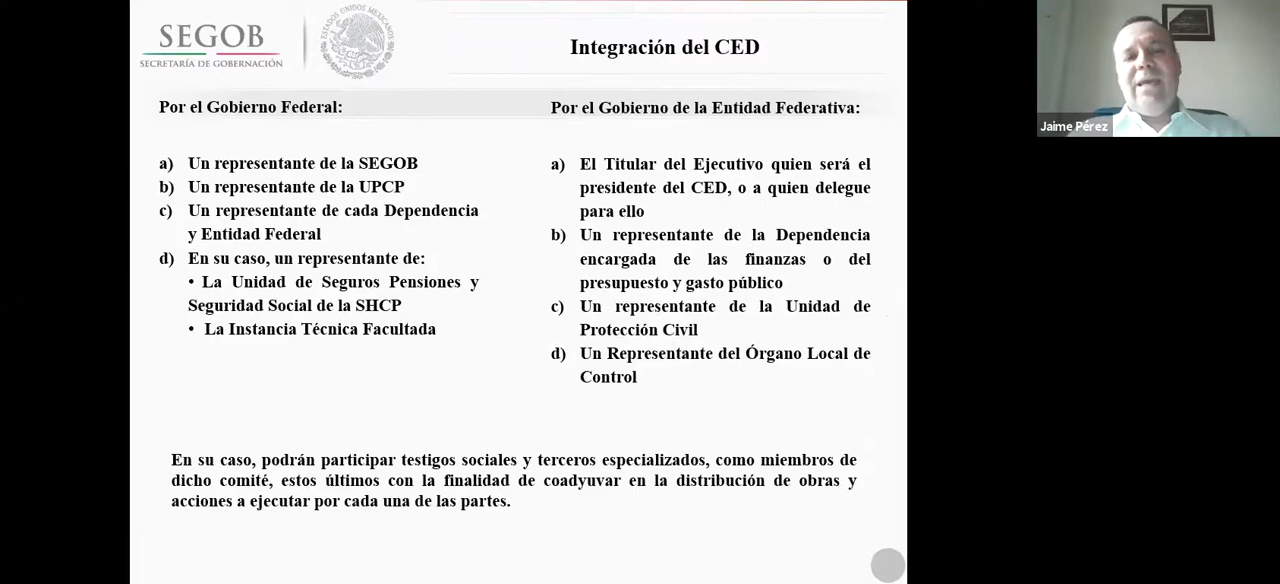 SEGOB
SECRETARÍA DE GOBERNACIÓN
ESTADOS UNIDOS MEXICANOS
Integración del CED
Por el Gobierno Federal:
a) Un representante de la SEGOB
b) Un representante de la UPCP
c) Un representante de cada Dependencia
y Entidad Federal
d) En su caso, un representante de:
• La Unidad de Seguros Pensiones y
Seguridad Social de la SHCP
• La Instancia Técnica Facultada
Por el Gobierno de la Entidad Federativa:
a) El Titular del Ejecutivo quien será el
presidente del CED, o a quien delegue
para ello
b) Un representante de la Dependencia
encargada de las finanzas o del
presupuesto y gasto público
c) Un representante de la Unidad de
Protección Civil
d) Un Representante del Órgano Local de
Control
En su caso, podrán participar testigos sociales y terceros especializados, como miembros de
dicho comité, estos últimos con la finalidad de coadyuvar en la distribución de obras y
acciones a ejecutar por cada una de las partes.
Jaime Pérez